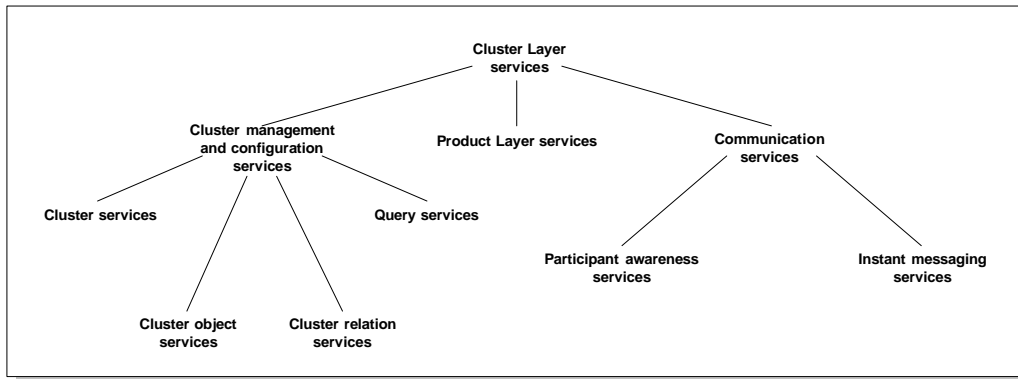 Cluster Layer
services
Cluster management
and configuration
services
Product Layer services
Communication
services
Cluster services
Query services
Participant awareness
services
Instant messaging
services
Cluster object
services
Cluster relation
services